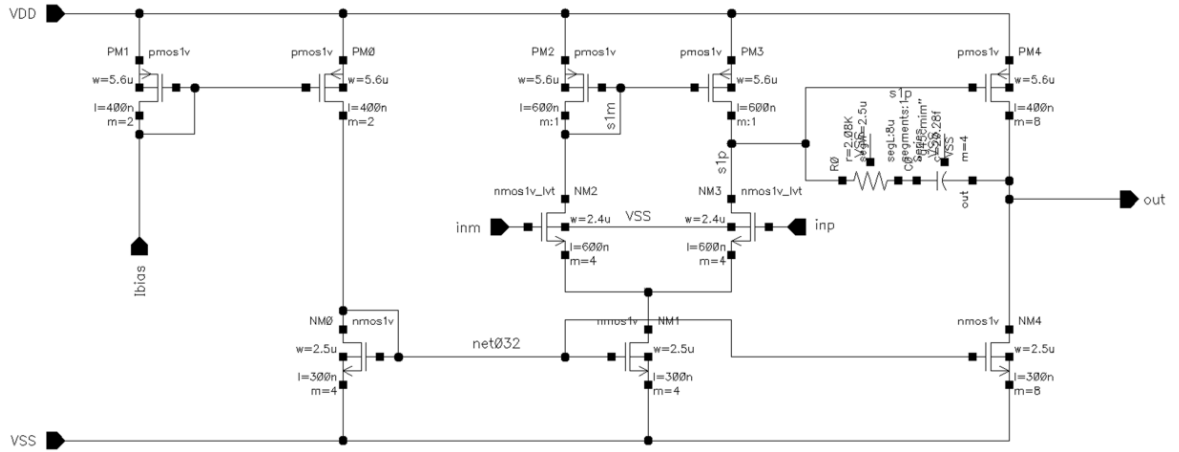 VDD
PM1 pmos1v
w=5.6u
l=400n
m=2
pmos1v PM0
w=5.6u
l=400n
m=2
PM2 pmos1v
w=5.6u
l=600n
m:1
s1m
pmos1v PM3
w=5.6u
l=600n
m:1
s1p
pmos1v PM4
w=5.6u
l=400n
m=8
s1p
R0
r=2.08K
VSS
segL:8u
segments:1
C0
VSS
m=4
out
out
nmos1v_lvt NM2
inm
w=2.4u
l=600n
m=4
VSS
NM3 nmos1v_lvt
w=2.4u
l=600n
m=4
inp
Ibias
NM0 nmos1v
w=2.5u
l=300n
m=4
net032
nmos1v NM1
w=2.5u
l=300n
m=4
nmos1v NM4
w=2.5u
l=300n
m=8
VSS